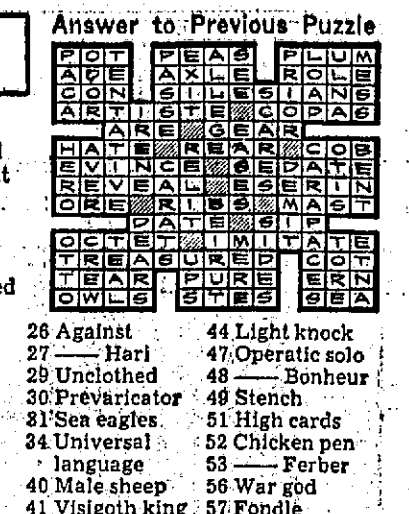 Answer to Previous Puzzle
POT PEAS PLUM
ADE AXLE ROLE
CON SILESIANS
ARTISTE COPAS
ARE GEAR
HATE REAR COB
EVINCE SEDATE
REVEAL ESERIN
ORE RIBS MAST
DATE SIP
OCTET IMITATE
TREASURED COT
TEAR PURE ERN
OWLS STES SEA
26 Against
27 —— Hari
29 Unclothed
30 Prevaricator
31 Sea eagles
34 Universal
language
40 Male sheep
41 Visigoth king
44 Light knock
47 Operatic solo
48 —— Bonheur
49 Stench
51 High cards
52 Chicken pen
53 —— Ferber
56 War god
57 Fondle